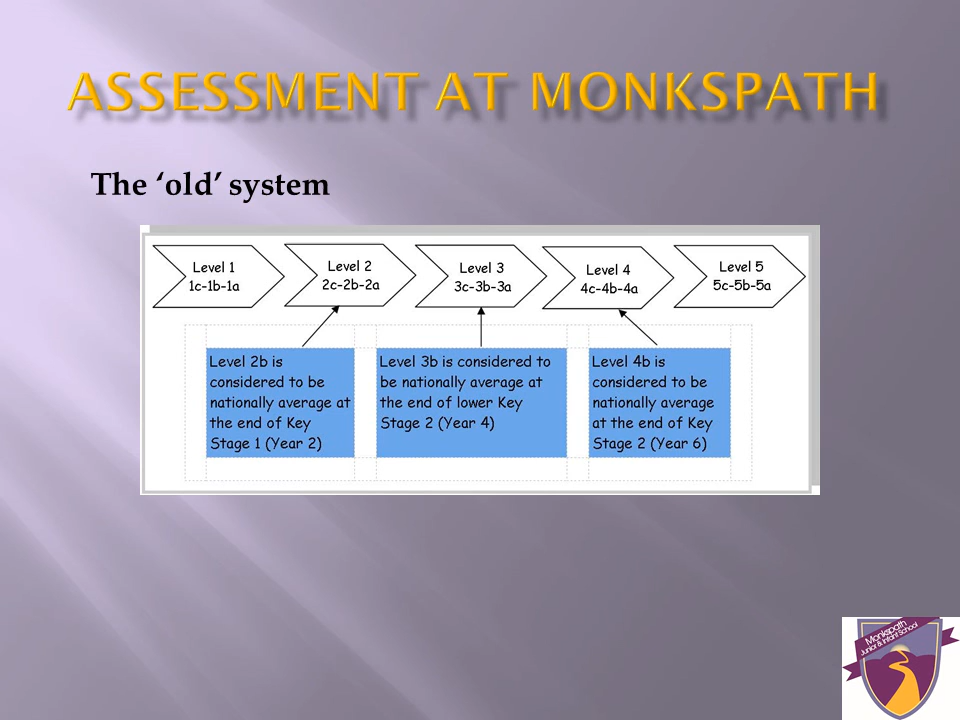 ASSESSMENT AT MONKSPATH
The ‘old’ system
Level 1
1c-1b-1a
Level 2
2c-2b-2a
Level 3
3c-3b-3a
Level 4
4c-4b-4a
Level 5
5c-5b-5a
Level 2b is
considered to be
nationally average at
the end of Key
Stage 1 (Year 2)
Level 3b is considered to
be nationally average at
the end of lower Key
Stage 2 (Year 4)
Level 4b is
considered to be
nationally average
at the end of Key
Stage 2 (Year 6)
Monkspath
Junior & Infant School